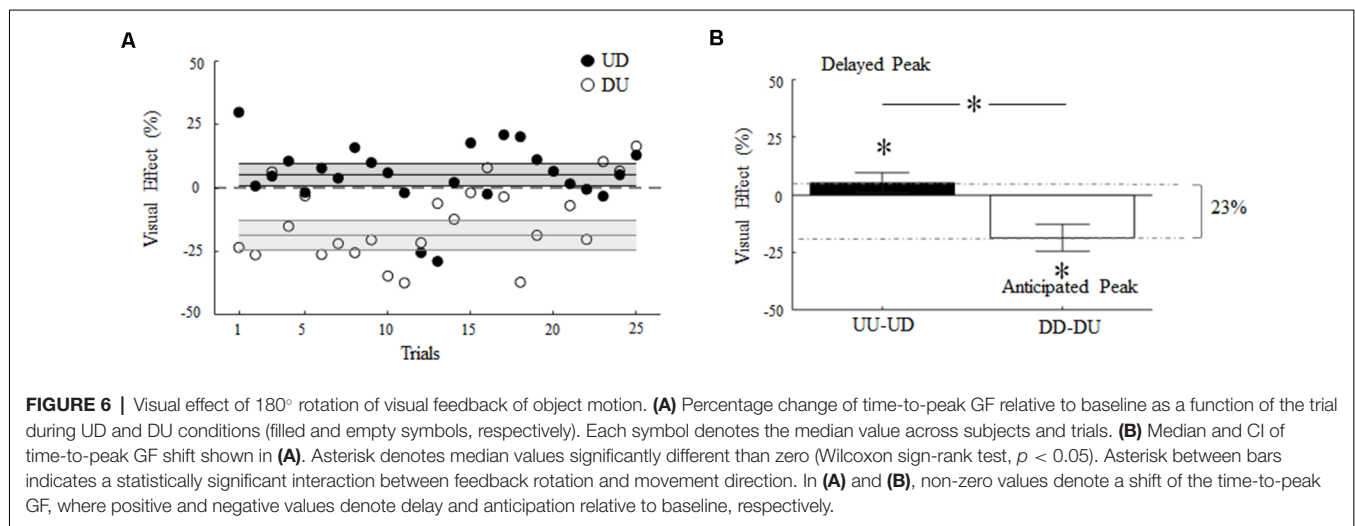 A
50
25
0
-25
-50
Visual Effect (%)
UD
DU
1
5
10
15
20
25
Trials
B
Delayed Peak
50
25
0
-25
-50
Visual Effect (%)
*
*
*
23%
Anticipated Peak
UU-UD
DD-DU
FIGURE 6 | Visual effect of 180° rotation of visual feedback of object motion. (A) Percentage change of time-to-peak GF relative to baseline as a function of the trial
during UD and DU conditions (filled and empty symbols, respectively). Each symbol denotes the median value across subjects and trials. (B) Median and CI of
time-to-peak GF shift shown in (A). Asterisk denotes median values significantly different than zero (Wilcoxon sign-rank test, p < 0.05). Asterisk between bars
indicates a statistically significant interaction between feedback rotation and movement direction. In (A) and (B), non-zero values denote a shift of the time-to-peak
GF, where positive and negative values denote delay and anticipation relative to baseline, respectively.